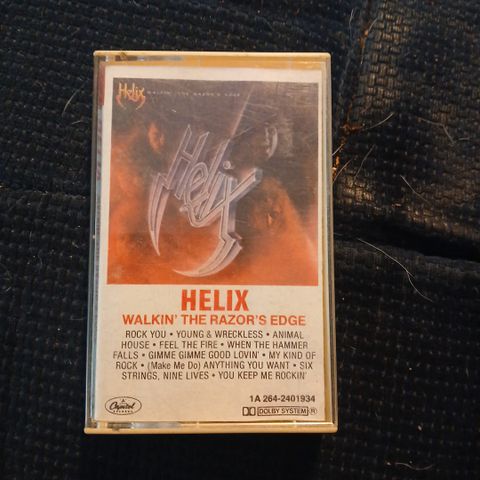 Helix WALKIN' THE RAZOR'S EDGE
Helix
HELIX
WALKIN' THE RAZOR'S EDGE
ROCK YOU • YOUNG & WRECKLESS • ANIMAL
HOUSE • FEEL THE FIRE • WHEN THE HAMMER
FALLS • GIMME GIMME GOOD LOVIN' • MY KIND OF
ROCK • (Make Me Do) ANYTHING YOU WANT • SIX
STRINGS, NINE LIVES • YOU KEEP ME ROCKIN'
Capitol
RECORDS
1A 264-2401934
DOLBY SYSTEM R